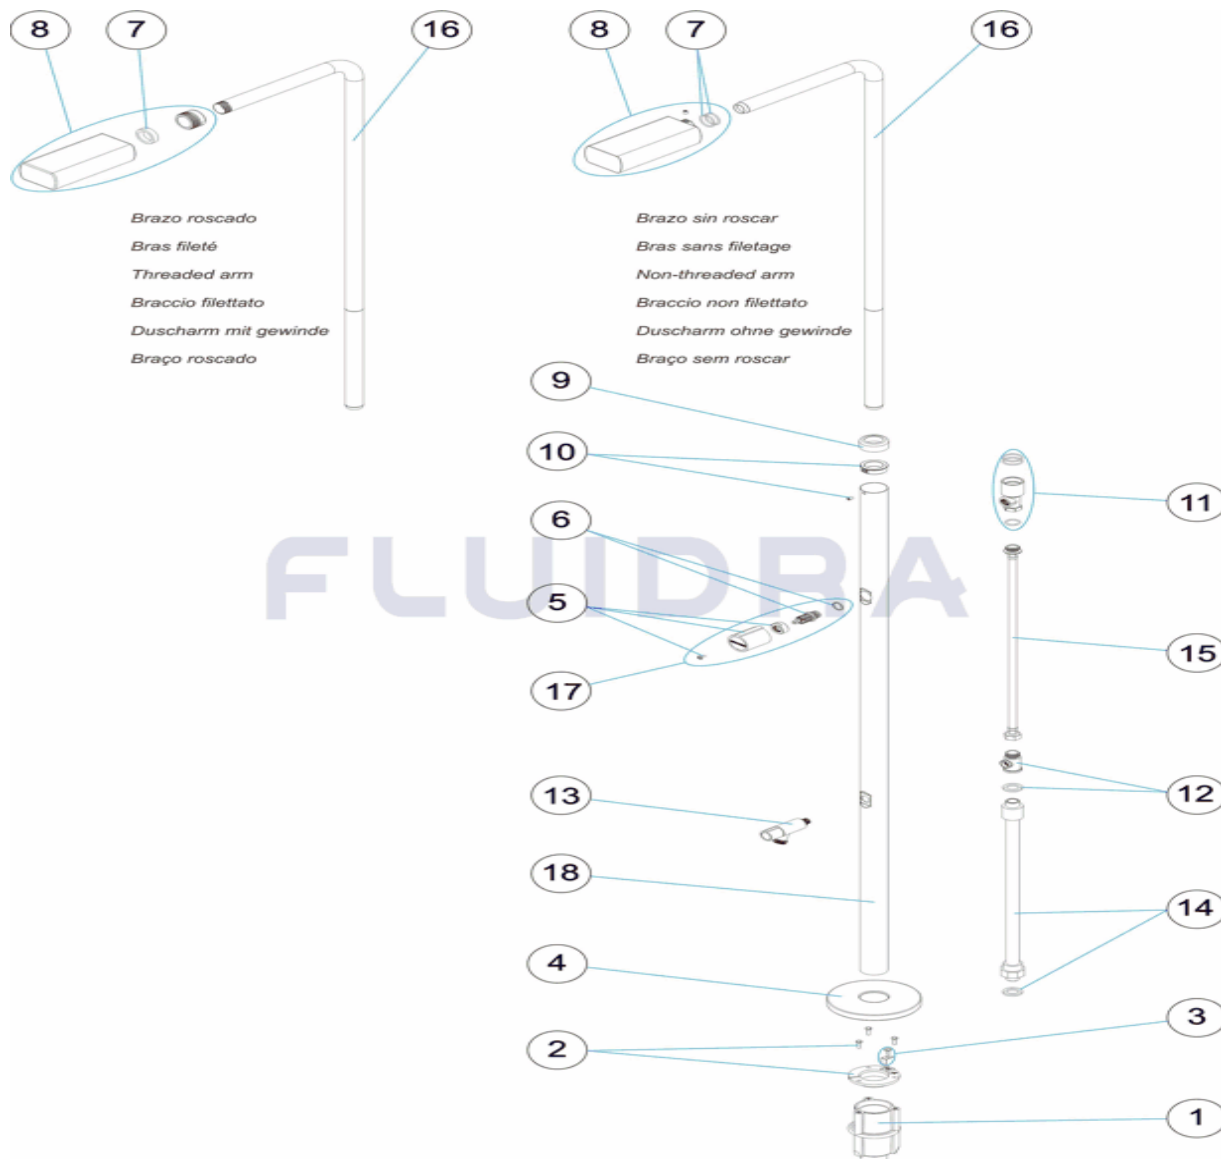 8 7 16 8 7 16
Brazo roscado
Bras fileté
Threaded arm
Braccio filettato
Duscharm mit gewinde
Braço roscado
Brazo sin roscar
Bras sans filetage
Non-threaded arm
Braccio non filettato
Duscharm ohne gewinde
Braço sem roscar
9
10
11
6
FLUIDRA
5
15
17
13
12
18
14
4
3
2
1